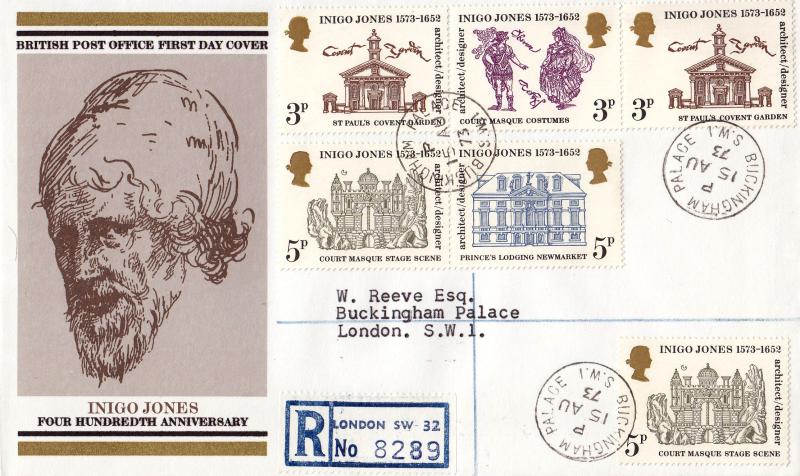 BRITISH POST OFFICE FIRST DAY COVER
INIGO JONES
FOUR HUNDREDTH ANNIVERSARY
INIGO JONES 1573-1652
architect/designer
Covent Garden
3p
ST PAUL'S COVENT GARDEN
INIGO JONES 1573-1652
architect/designer
3p
COURT MASQUE COSTUMES
INIGO JONES 1573-1652
architect/designer
Covent Garden
3p
ST PAUL'S COVENT GARDEN
INIGO JONES 1573-1652
architect/designer
5p
COURT MASQUE STAGE SCENE
INIGO JONES 1573-1652
architect/designer
5p
PRINCE'S LODGING NEWMARKET
BUCKINGHAM PALACE S.W.1.
P
15 AU
73
W. Reeve Esq.
Buckingham Palace
London. S.W.1.
R
LONDON SW- 32
No 8289
BUCKINGHAM PALACE S.W.1.
P
15 AU
73
INIGO JONES 1573-1652
architect/designer
5p
COURT MASQUE STAGE SCENE